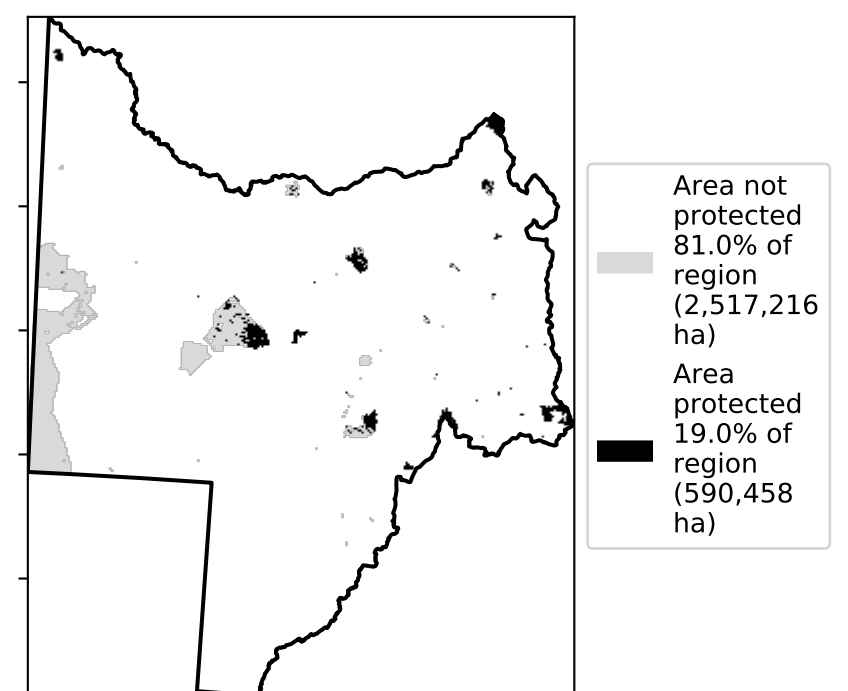 Area not
protected
81.0% of
region
(2,517,216
ha)
Area
protected
19.0% of
region
(590,458
ha)